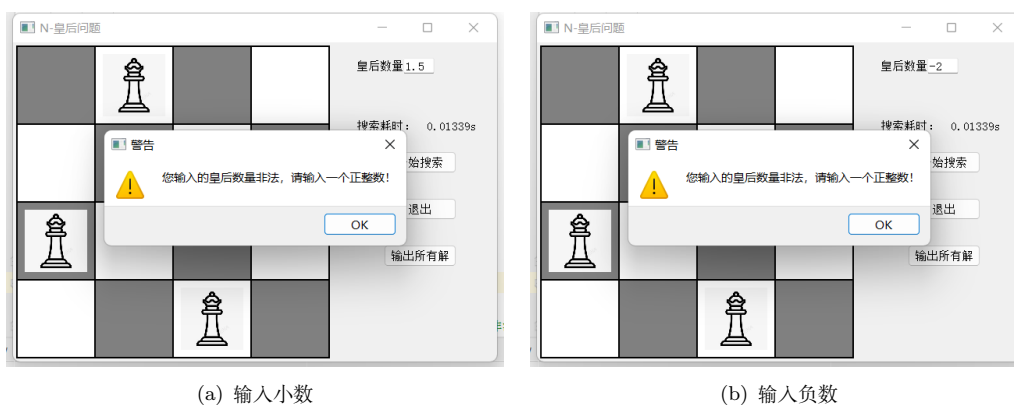 N-皇后问题
皇后数量 1.5
搜索耗时： 0.01339s
警告
您输入的皇后数量非法，请输入一个正整数！
始搜索
退出
OK
输出所有解
(a) 输入小数
N-皇后问题
皇后数量 -2
搜索耗时： 0.01339s
警告
您输入的皇后数量非法，请输入一个正整数！
始搜索
退出
OK
输出所有解
(b) 输入负数